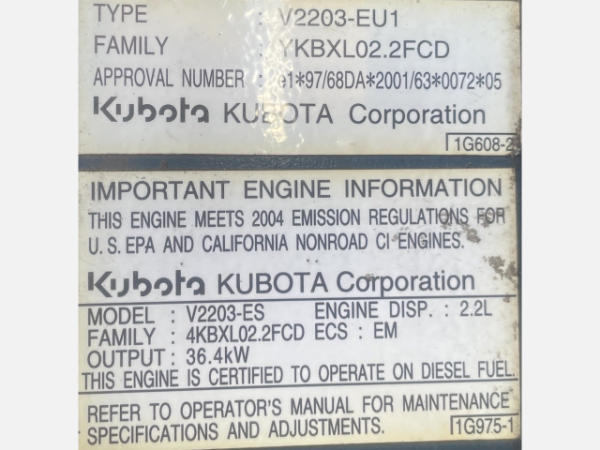 TYPE : V2203-EU1
FAMILY : YKBXL02.2FCD
APPROVAL NUMBER : e1*97/68DA*2001/63*0072*05
Kubota KUBOTA Corporation
1G608-2
IMPORTANT ENGINE INFORMATION
THIS ENGINE MEETS 2004 EMISSION REGULATIONS FOR
U.S. EPA AND CALIFORNIA NONROAD CI ENGINES.
Kubota KUBOTA Corporation
MODEL : V2203-ES ENGINE DISP. : 2.2L
FAMILY : 4KBXL02.2FCD ECS : EM
OUTPUT : 36.4kW
THIS ENGINE IS CERTIFIED TO OPERATE ON DIESEL FUEL.
REFER TO OPERATOR'S MANUAL FOR MAINTENANCE
SPECIFICATIONS AND ADJUSTMENTS. 1G975-1